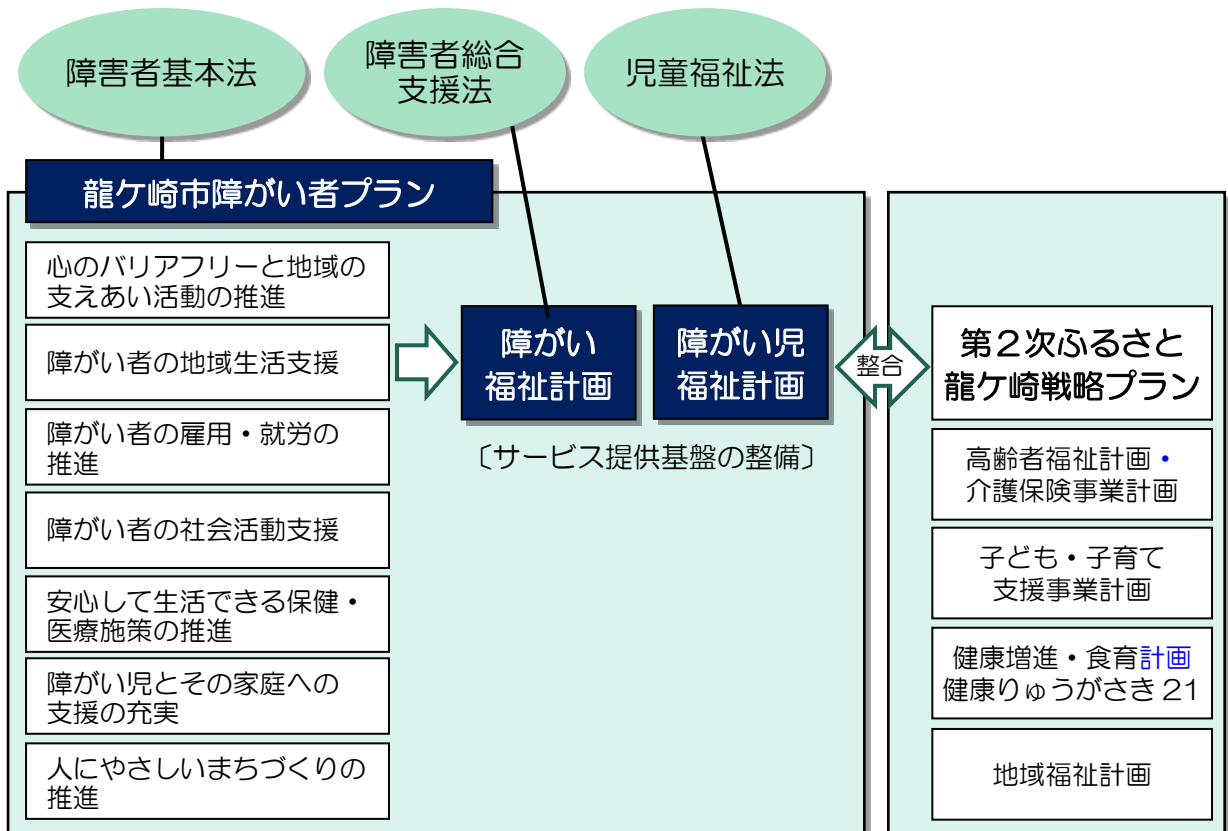 障害者基本法
障害者総合
支援法
児童福祉法
龍ケ崎市障がい者プラン
心のバリアフリーと地域の
支えあい活動の推進
障がい者の地域生活支援
障がい者の雇用・就労の
推進
障がい者の社会活動支援
安心して生活できる保健・
医療施策の推進
障がい児とその家庭への
支援の充実
人にやさしいまちづくりの
推進
障がい
福祉計画
障がい児
福祉計画
〔サービス提供基盤の整備〕
整合
第２次ふるさと
龍ケ崎戦略プラン
高齢者福祉計画・
介護保険事業計画
子ども・子育て
支援事業計画
健康増進・食育計画
健康りゅうがさき21
地域福祉計画